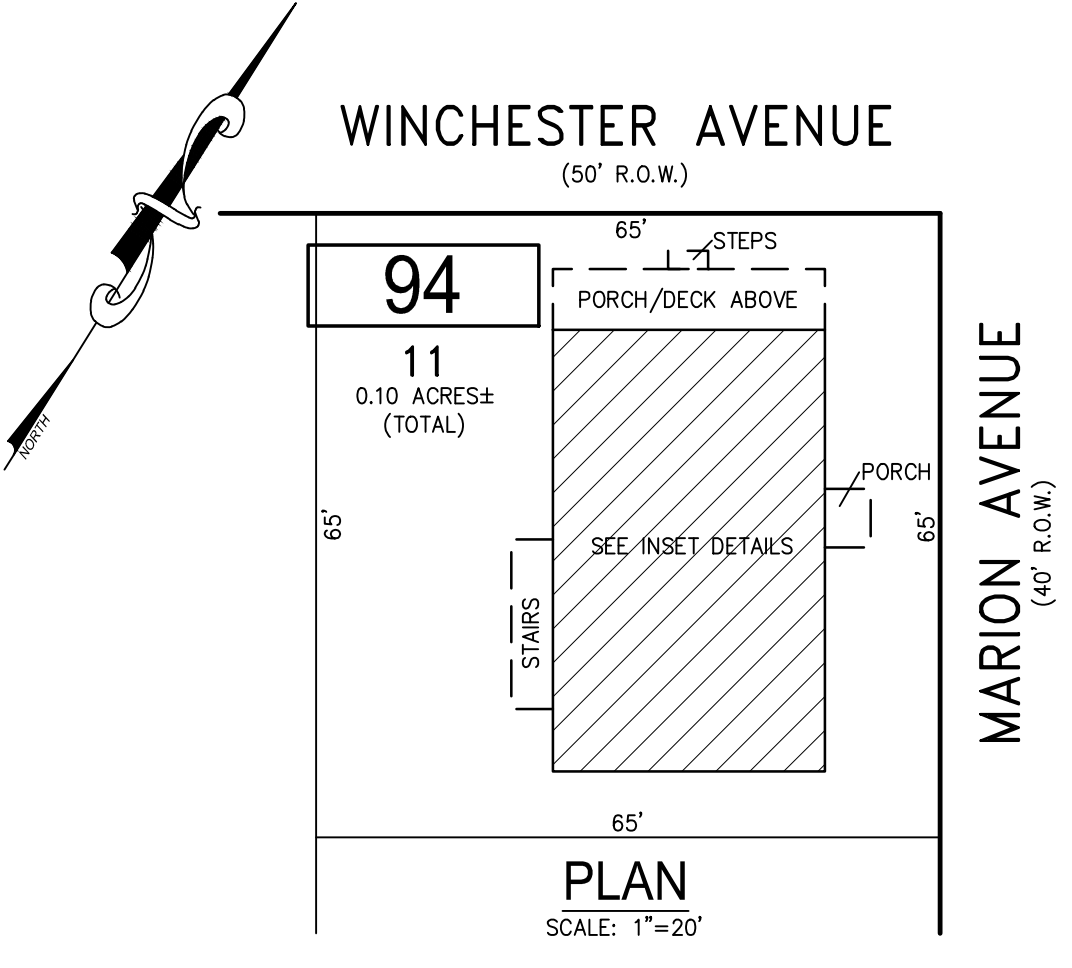 WINCHESTER AVENUE
(50' R.O.W.)
65'
STEPS
94
PORCH/DECK ABOVE
11
0.10 ACRES±
(TOTAL)
NORTH
PORCH
MARION AVENUE
(40' R.O.W.)
65'
65'
SEE INSET DETAILS
STAIRS
65'
PLAN
SCALE: 1"=20'